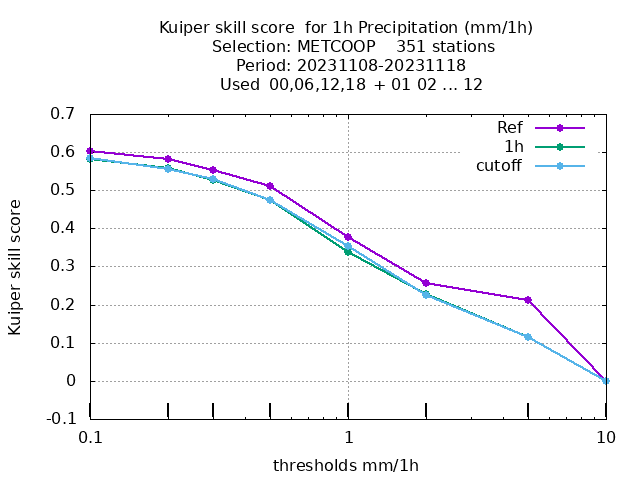 Kuiper skill score  for 1h Precipitation (mm/1h)
Selection: METCOOP    351 stations
Period: 20231108-20231118
Used  00,06,12,18  + 01 02 ... 12
0.7
0.6
0.5
0.4
0.3
0.2
0.1
0
-0.1
Kuiper skill score
Ref
1h
cutoff
0.1
1
10
thresholds mm/1h